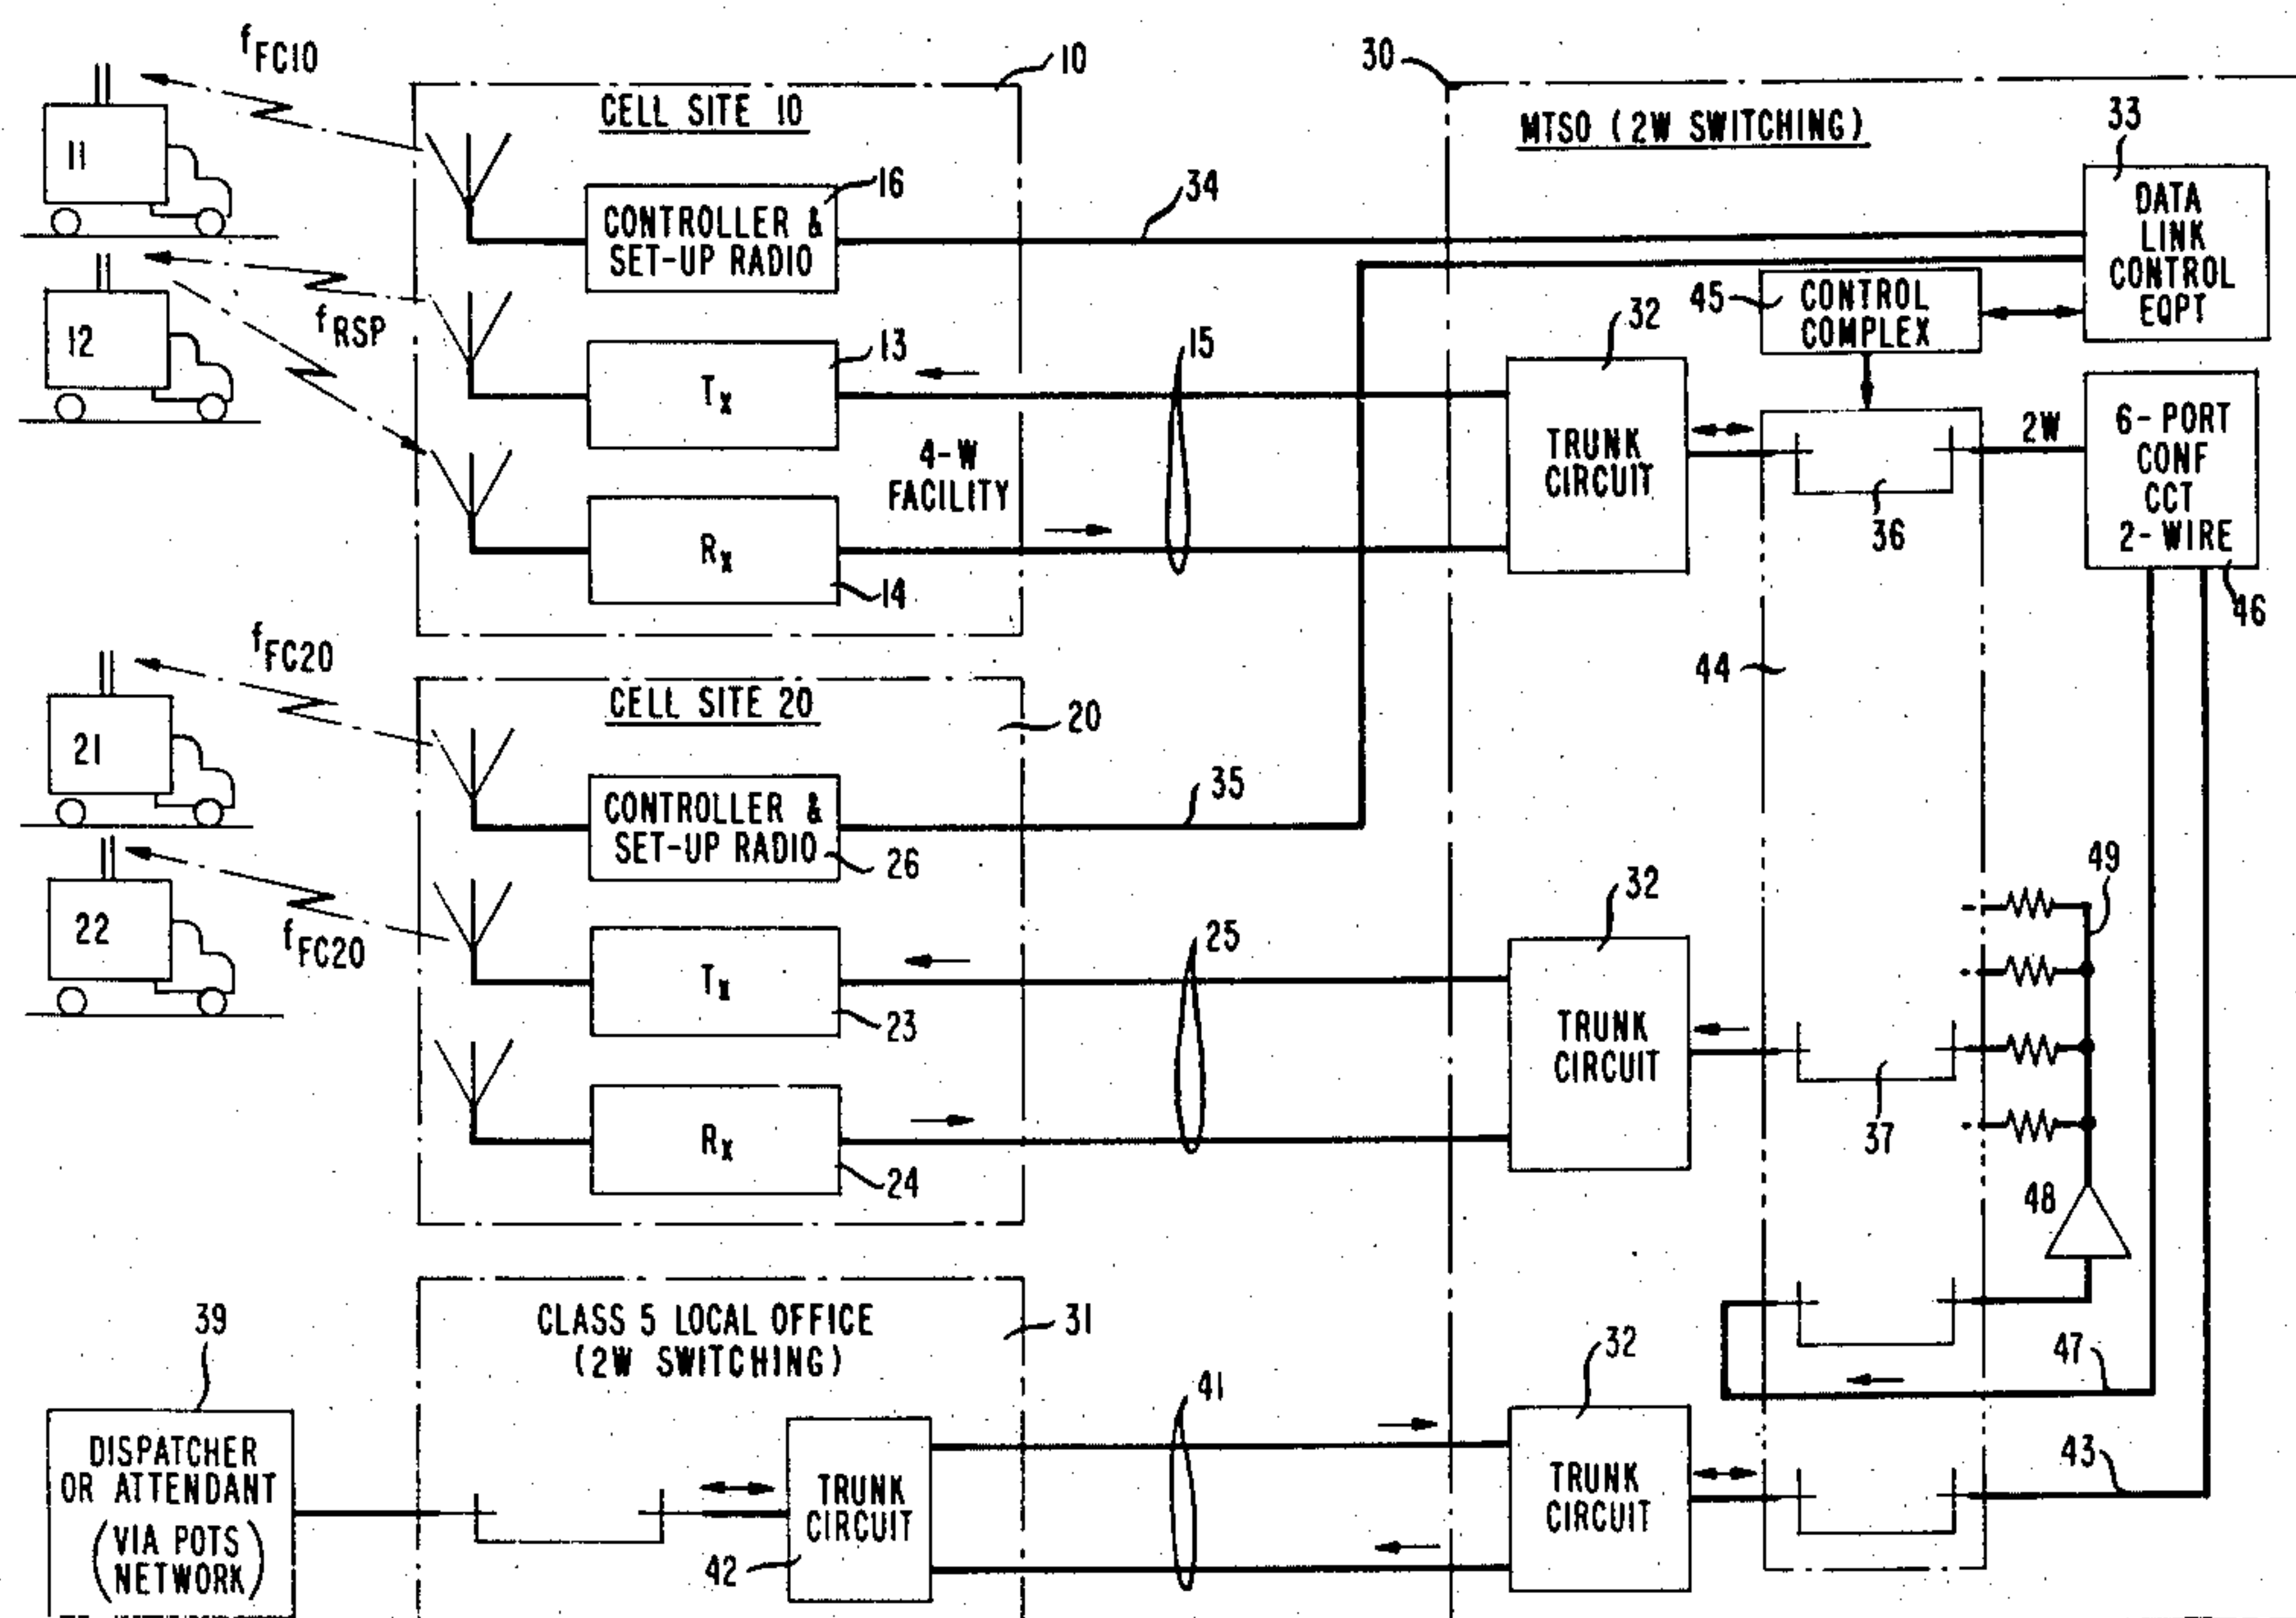 fFC10
10
30
CELL SITE 10
MTSO (2W SWITCHING)
33
11
16
34
CONTROLLER &
SET-UP RADIO
DATA
LINK
CONTROL
EQPT
45
CONTROL
COMPLEX
fRSP
12
13
15
32
Tx
TRUNK
CIRCUIT
2W
6-PORT
CONF
CCT
2-WIRE
4-W
FACILITY
36
Rx
14
46
fFC20
44
CELL SITE 20
20
21
35
CONTROLLER &
SET-UP RADIO
26
49
22
fFC20
25
32
Tx
23
TRUNK
CIRCUIT
37
Rx
24
48
39
CLASS 5 LOCAL OFFICE
(2W SWITCHING)
31
32
47
41
DISPATCHER
OR ATTENDANT
(VIA POTS
NETWORK)
TRUNK
CIRCUIT
42
TRUNK
CIRCUIT
43